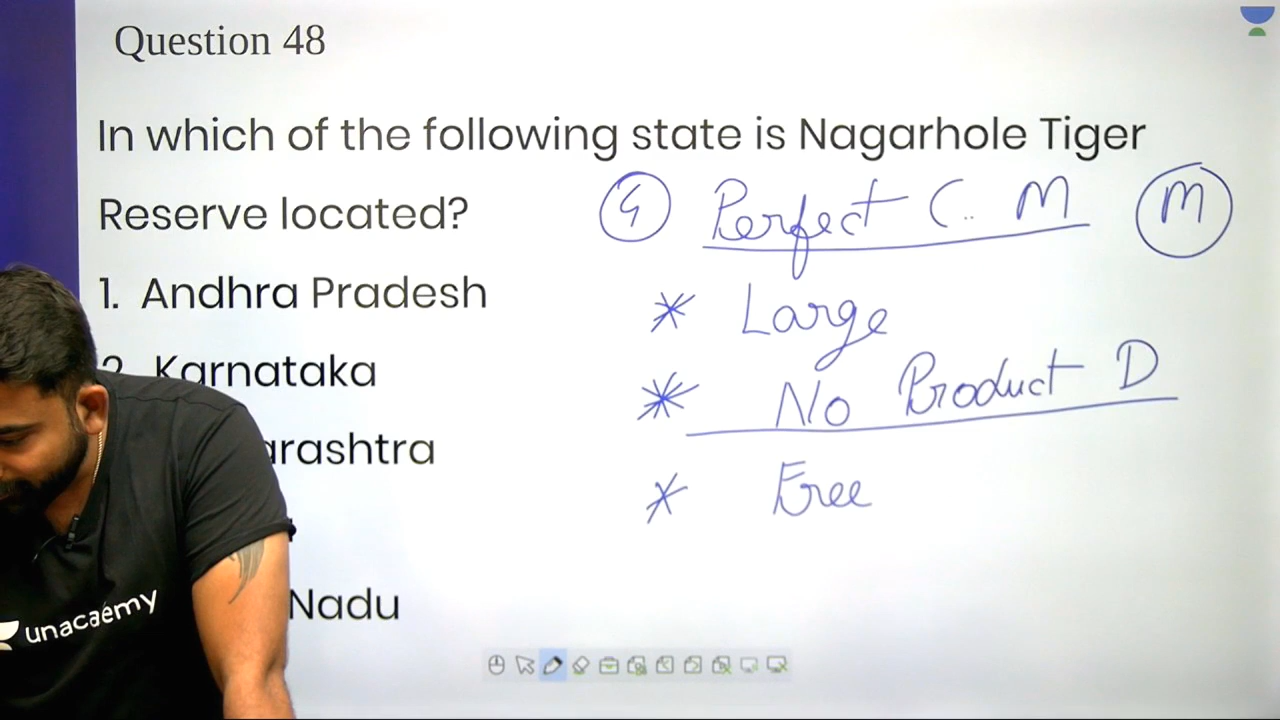 Question 48
In which of the following state is Nagarhole Tiger
Reserve located?
1. Andhra Pradesh
2. Karnataka
arashtra
Nadu
G Perfect C.. M M
* Large
* No Product D
* Free
unacademy